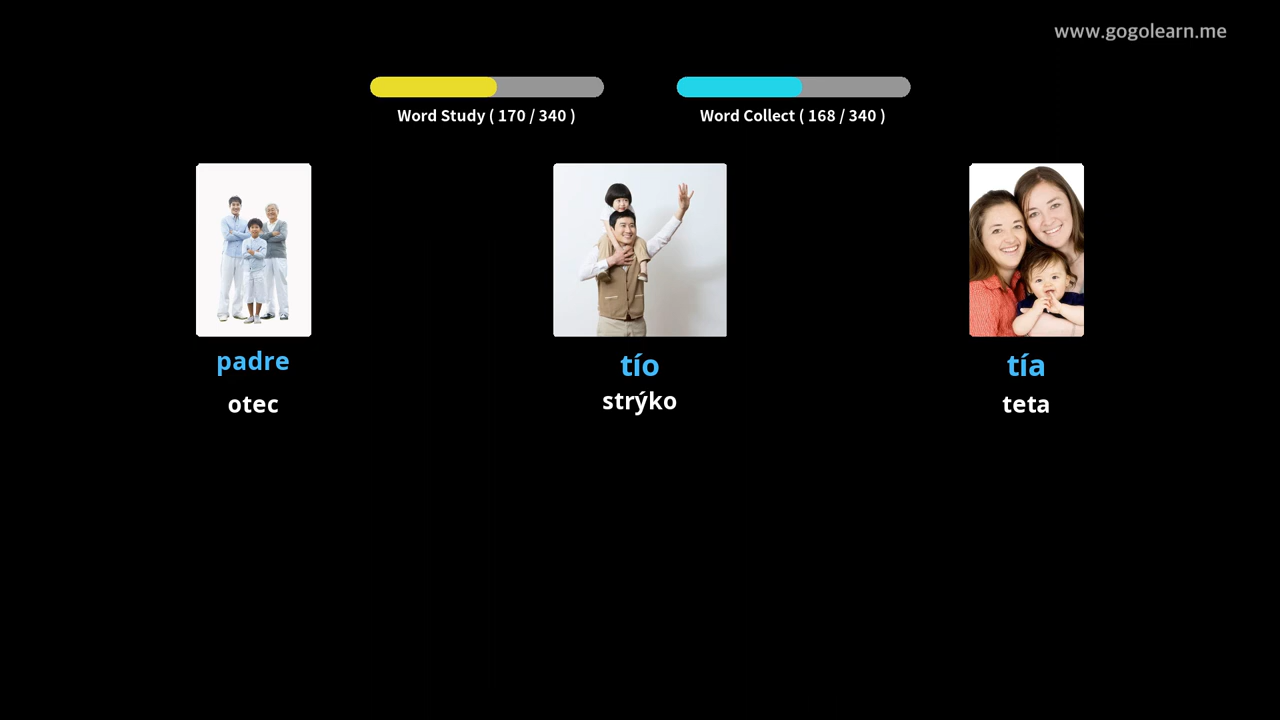 www.gogolearn.me
Word Study ( 170 / 340 )
Word Collect ( 168 / 340 )
padre
otec
tío
strýko
tía
teta